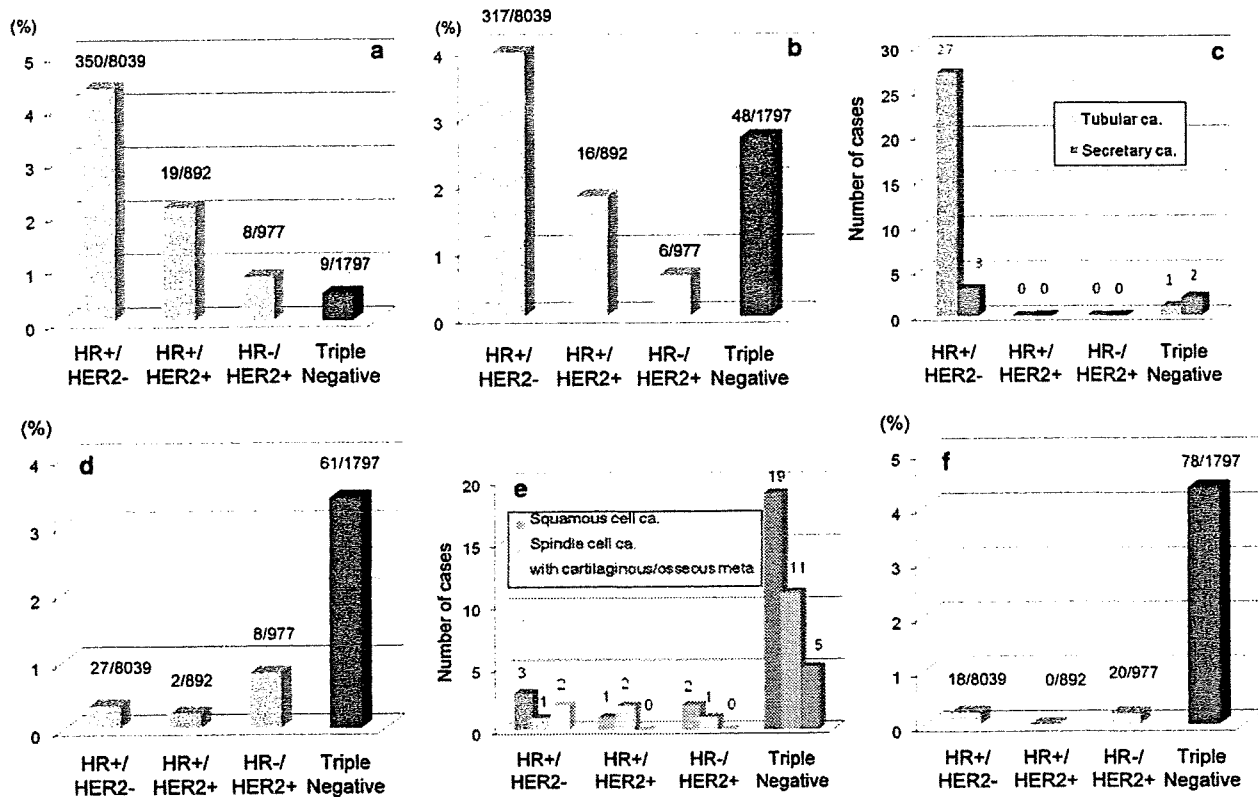 (%)
a
5
4
3
2
1
0
350/8039
19/892
8/977
9/1797
HR+/ HR+/ HR-/ Triple
HER2- HER2+ HER2+ Negative
(%)
b
4
3
2
1
0
317/8039
16/892
6/977
48/1797
HR+/ HR+/ HR-/ Triple
HER2- HER2+ HER2+ Negative
c
Number of cases
30
25
20
15
10
5
0
27
3
0 0
0 0
1 2
Tubular ca.
Secretary ca.
HR+/ HR+/ HR-/ Triple
HER2- HER2+ HER2+ Negative
(%)
d
4
3
2
1
0
27/8039
2/892
8/977
61/1797
HR+/ HR+/ HR-/ Triple
HER2- HER2+ HER2+ Negative
e
Number of cases
20
15
10
5
0
Squamous cell ca.
Spindle cell ca.
with cartilaginous/osseous meta
3 1 2
1 2 0
2 1 0
19 11 5
HR+/ HR+/ HR-/ Triple
HER2- HER2+ HER2+ Negative
(%)
f
5
4
3
2
1
0
18/8039
0/892
20/977
78/1797
HR+/ HR+/ HR-/ Triple
HER2- HER2+ HER2+ Negative